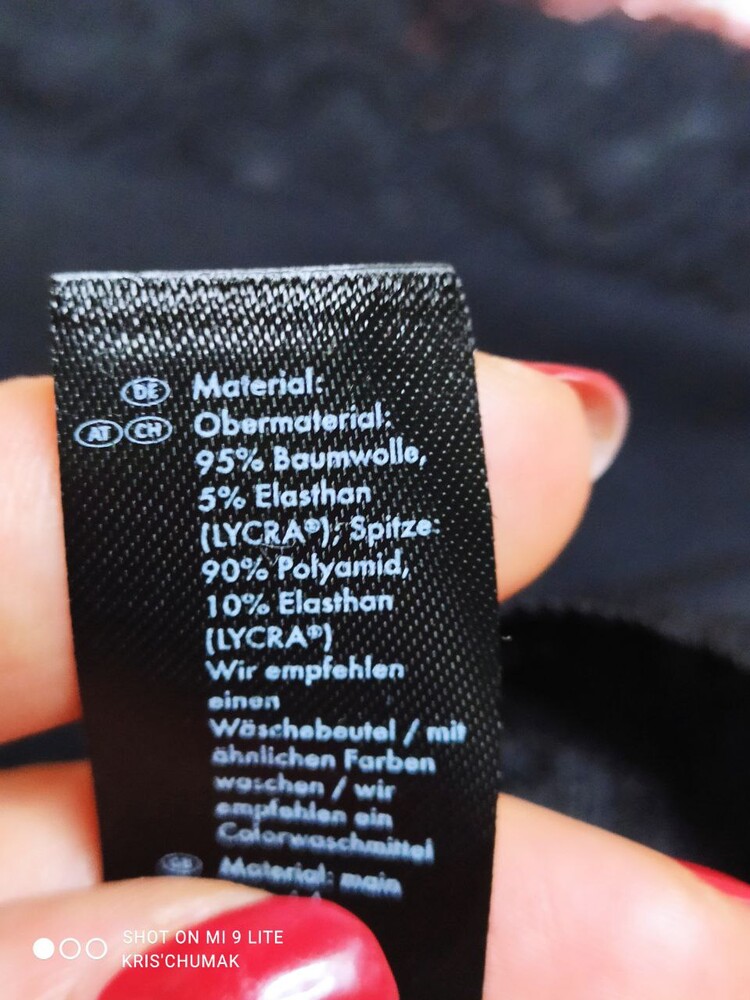 DE Material:
AT CH Obermaterial:
95% Baumwolle,
5% Elasthan
(LYCRA®); Spitze:
90% Polyamid,
10% Elasthan
(LYCRA®)
Wir empfehlen
einen
Wäschebeutel / mit
ähnlichen Farben
waschen / wir
empfehlen ein
Colorwaschmittel
GB Material: main
SHOT ON MI 9 LITE
KRIS'CHUMAK